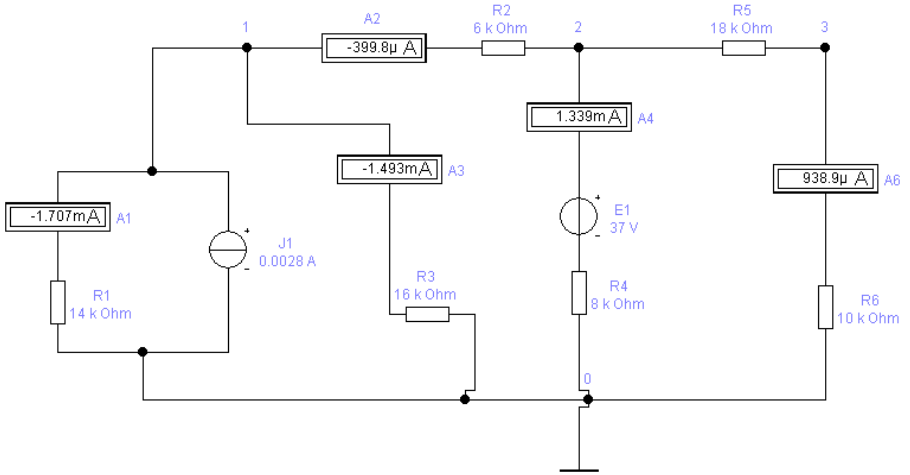 1
A2
-399.8µ A
R2
6 k Ohm
2
R5
18 k Ohm
3
1.339mA
A4
-1.493mA
A3
938.9µ A
A6
-1.707mA
A1
+
-
J1
0.0028 A
+
-
E1
37 V
R1
14 k Ohm
R3
16 k Ohm
R4
8 k Ohm
R6
10 k Ohm
0